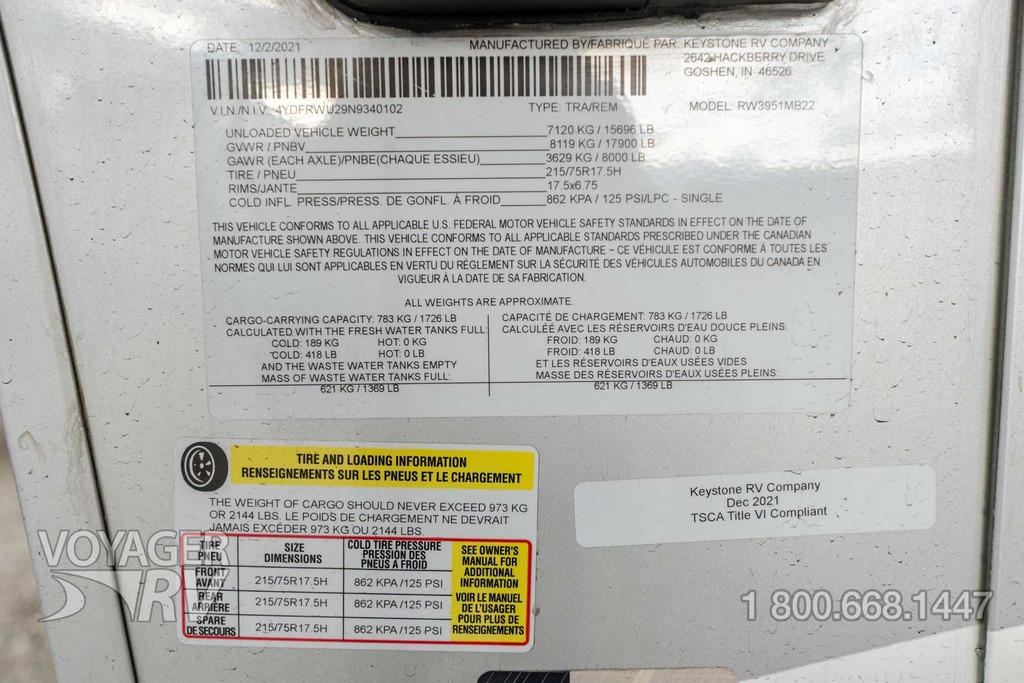 DATE: 12/2/2021
MANUFACTURED BY/FABRIQUÉ PAR: KEYSTONE RV COMPANY
2642 HACKBERRY DRIVE
GOSHEN, IN 46526
V.I.N./N.I.V. 4YDFRWU29N9340102 TYPE: TRA/REM MODEL: RW3951MB22
UNLOADED VEHICLE WEIGHT 7120 KG / 15696 LB
GVWR / PNBV 8119 KG / 17900 LB
GAWR (EACH AXLE)/PNBE(CHAQUE ESSIEU) 3629 KG / 8000 LB
TIRE / PNEU 215/75R17.5H
RIMS/JANTE 17.5x6.75
COLD INFL. PRESS/PRESS. DE GONFL. À FROID 862 KPA / 125 PSI/LPC - SINGLE
THIS VEHICLE CONFORMS TO ALL APPLICABLE U.S. FEDERAL MOTOR VEHICLE SAFETY STANDARDS IN EFFECT ON THE DATE OF
MANUFACTURE SHOWN ABOVE. THIS VEHICLE CONFORMS TO ALL APPLICABLE STANDARDS PRESCRIBED UNDER THE CANADIAN
MOTOR VEHICLE SAFETY REGULATIONS IN EFFECT ON THE DATE OF MANUFACTURE ~ CE VÉHICULE EST CONFORME À TOUTES LES
NORMES QUI LUI SONT APPLICABLES EN VERTU DU RÉGLEMENT SUR LA SÉCURITÉ DES VÉHICULES AUTOMOBILES DU CANADA EN
VIGUEUR À LA DATE DE SA FABRICATION.
ALL WEIGHTS ARE APPROXIMATE.
CARGO-CARRYING CAPACITY: 783 KG / 1726 LB
CALCULATED WITH THE FRESH WATER TANKS FULL:
COLD: 189 KG HOT: 0 KG
COLD: 418 LB HOT: 0 LB
AND THE WASTE WATER TANKS EMPTY
MASS OF WASTE WATER TANKS FULL:
621 KG / 1369 LB
CAPACITÉ DE CHARGEMENT: 783 KG / 1726 LB
CALCULÉE AVEC LES RÉSERVOIRS D'EAU DOUCE PLEINS:
FROID: 189 KG CHAUD: 0 KG
FROID: 418 LB CHAUD: 0 LB
ET LES RÉSERVOIRS D'EAUX USÉES VIDES
MASSE DES RÉSERVOIRS D'EAUX USÉES PLEINS:
621 KG / 1369 LB
TIRE AND LOADING INFORMATION
RENSEIGNEMENTS SUR LES PNEUS ET LE CHARGEMENT
THE WEIGHT OF CARGO SHOULD NEVER EXCEED 973 KG
OR 2144 LBS. LE POIDS DE CHARGEMENT NE DEVRAIT
JAMAIS EXCÉDER 973 KG OU 2144 LBS.
TIRE
PNEU
SIZE
DIMENSIONS
COLD TIRE PRESSURE
PRESSION DES
PNEUS A FROID
FRONT
AVANT
215/75R17.5H 862 KPA /125 PSI
REAR
ARRIÈRE
215/75R17.5H 862 KPA /125 PSI
SPARE
DE SECOURS
215/75R17.5H 862 KPA /125 PSI
SEE OWNER'S
MANUAL FOR
ADDITIONAL
INFORMATION
VOIR LE MANUEL
DE L'USAGER
POUR PLUS DE
RENSEIGNEMENTS
Keystone RV Company
Dec 2021
TSCA Title VI Compliant
VOYAGER
RV
1 800.668.1447